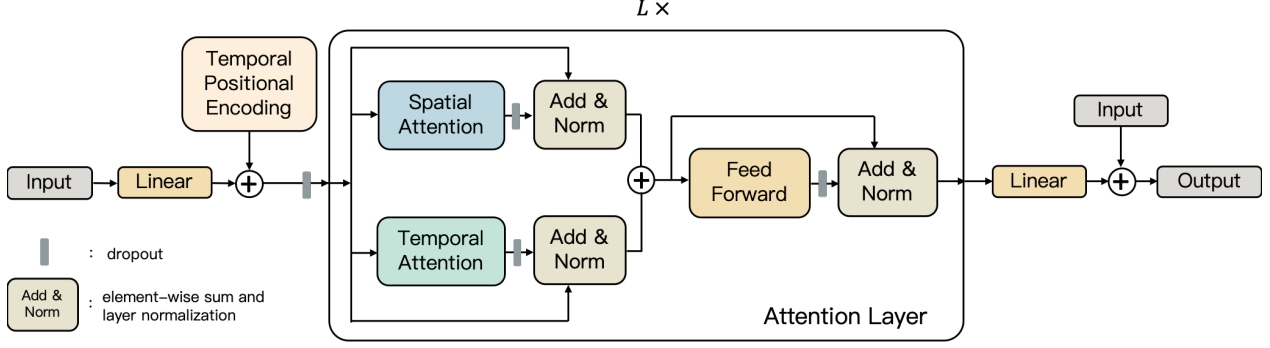 L ×
Temporal
Positional
Encoding
Spatial
Attention
Add &
Norm
Input
Input
Linear
Feed
Forward
Add &
Norm
Linear
Output
Temporal
Attention
Add &
Norm
: dropout
Add &
Norm
: element-wise sum and
layer normalization
Attention Layer